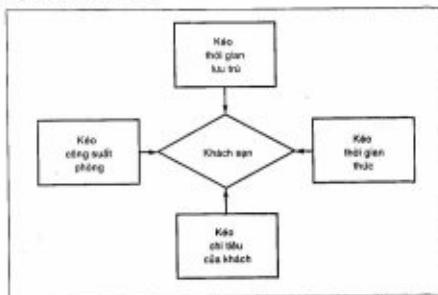 Kéo
thời gian
lưu trú
Kéo
công suất
phòng
Khách sạn
Kéo
thời gian
thức
Kéo
chi tiêu
của khách